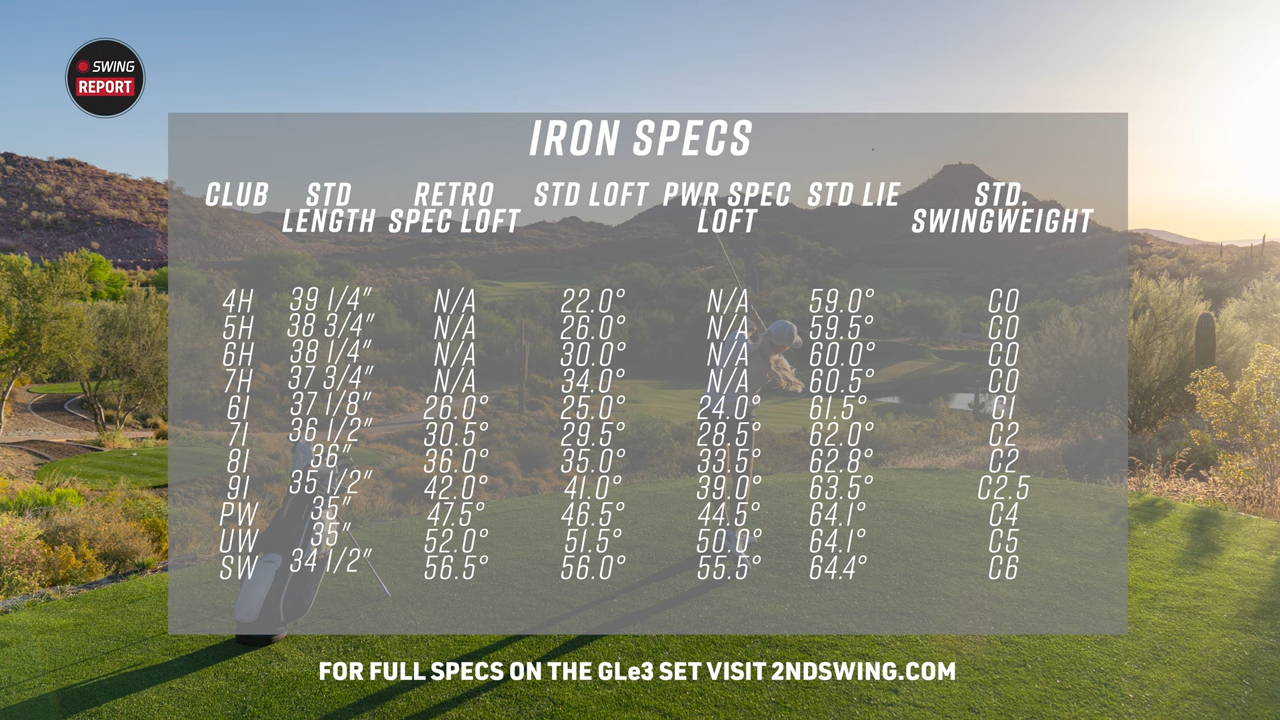 SWING
REPORT
IRON SPECS
CLUB STD LENGTH RETRO SPEC LOFT STD LOFT PWR SPEC LOFT STD LIE STD. SWINGWEIGHT
4H 39 1/4" N/A 22.0° N/A 59.0° C0
5H 38 3/4" N/A 26.0° N/A 59.5° C0
6H 38 1/4" N/A 30.0° N/A 60.0° C0
7H 37 3/4" N/A 34.0° N/A 60.5° C0
6I 37 1/8" 26.0° 25.0° 24.0° 61.5° C1
7I 36 1/2" 30.5° 29.5° 28.5° 62.0° C2
8I 36" 36.0° 35.0° 33.5° 62.8° C2
9I 35 1/2" 42.0° 41.0° 39.0° 63.5° C2.5
PW 35" 47.5° 46.5° 44.5° 64.1° C4
UW 35" 52.0° 51.5° 50.0° 64.1° C5
SW 34 1/2" 56.5° 56.0° 55.5° 64.4° C6
FOR FULL SPECS ON THE GLe3 SET VISIT 2NDSWING.COM